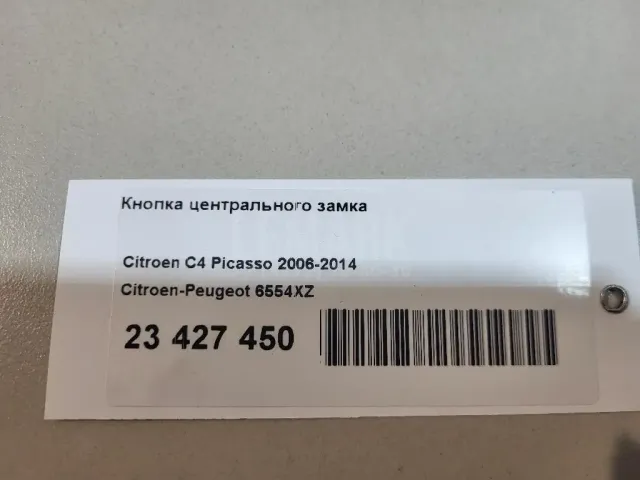 Кнопка центрального замка
Citroen C4 Picasso 2006-2014
Citroen-Peugeot 6554XZ
23 427 450